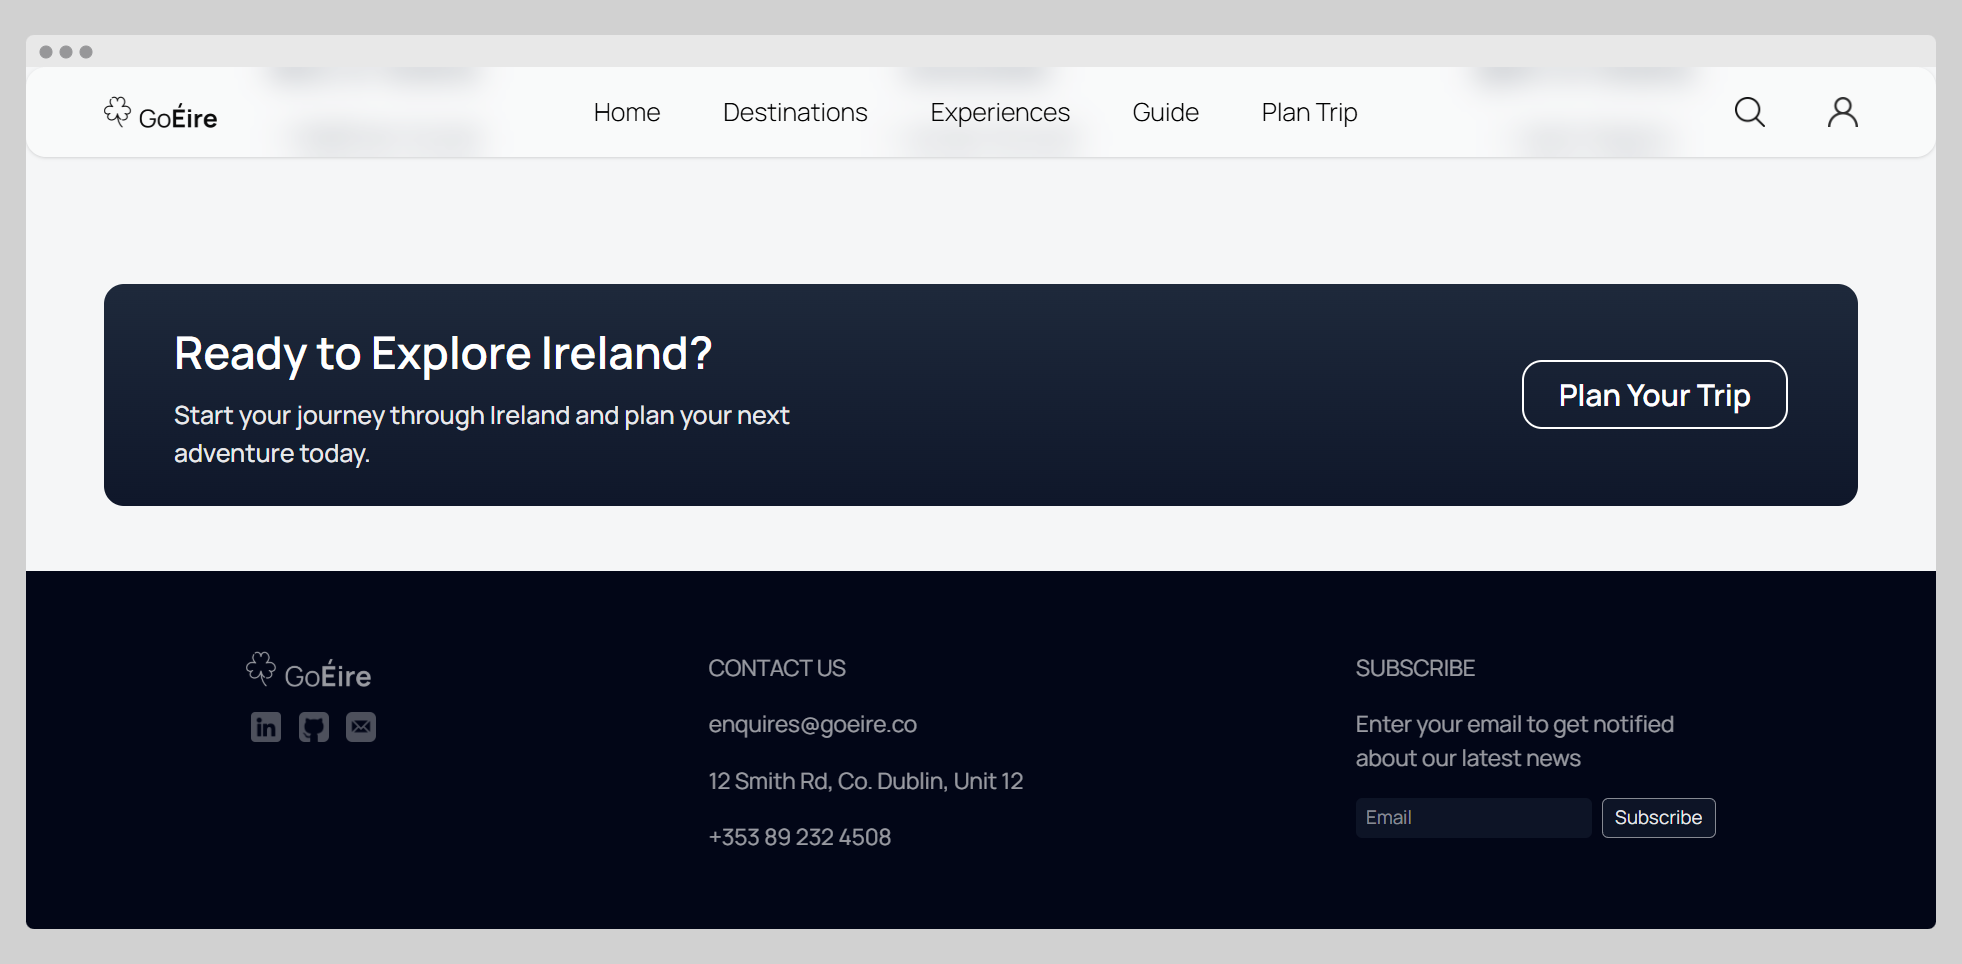 GoÉire
Home
Destinations
Experiences
Guide
Plan Trip
Ready to Explore Ireland?
Start your journey through Ireland and plan your next
adventure today.
Plan Your Trip
GoÉire
in
CONTACT US
enquires@goeire.co
12 Smith Rd, Co. Dublin, Unit 12
+353 89 232 4508
SUBSCRIBE
Enter your email to get notified
about our latest news
Email
Subscribe